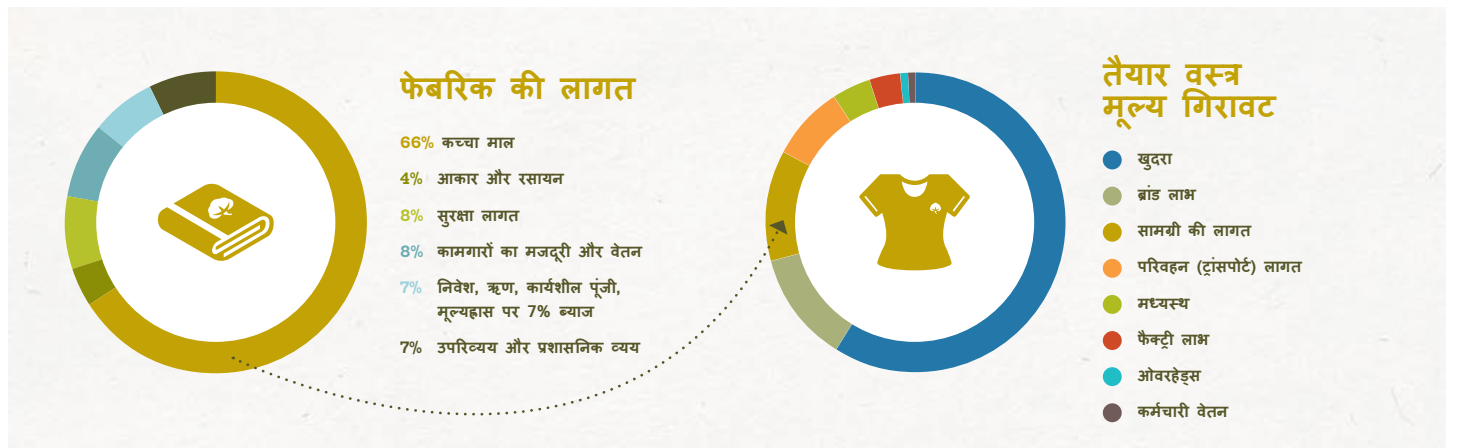 फेबरिक की लागत
66% कच्चा माल
4% आकार और रसायन
8% सुरक्षा लागत
8% कामगारों का मजदूरी और वेतन
7% निवेश, ऋण, कार्यशील पूंजी,
मूल्यह्रास पर 7% ब्याज
7% उपरिव्यय और प्रशासनिक व्यय
तैयार वस्त्र
मूल्य गिरावट
खुदरा
ब्रांड लाभ
सामग्री की लागत
परिवहन (ट्रांसपोर्ट) लागत
मध्यस्थ
फैक्ट्री लाभ
ओवरहेड्स
कर्मचारी वेतन